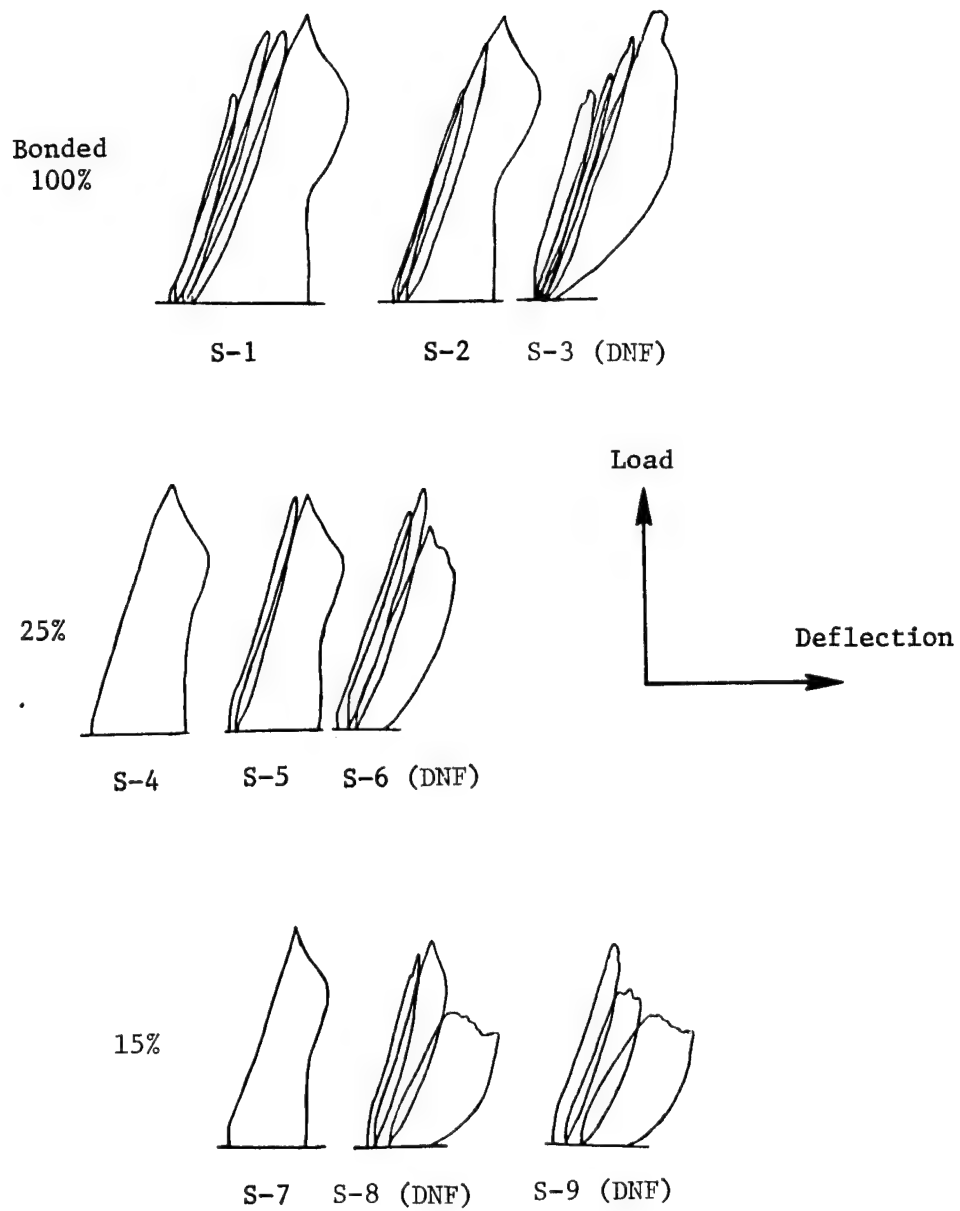 Bonded
100%
S-1
S-2
S-3 (DNF)
Load
Deflection
25%
S-4
S-5
S-6 (DNF)
15%
S-7
S-8 (DNF)
S-9 (DNF)